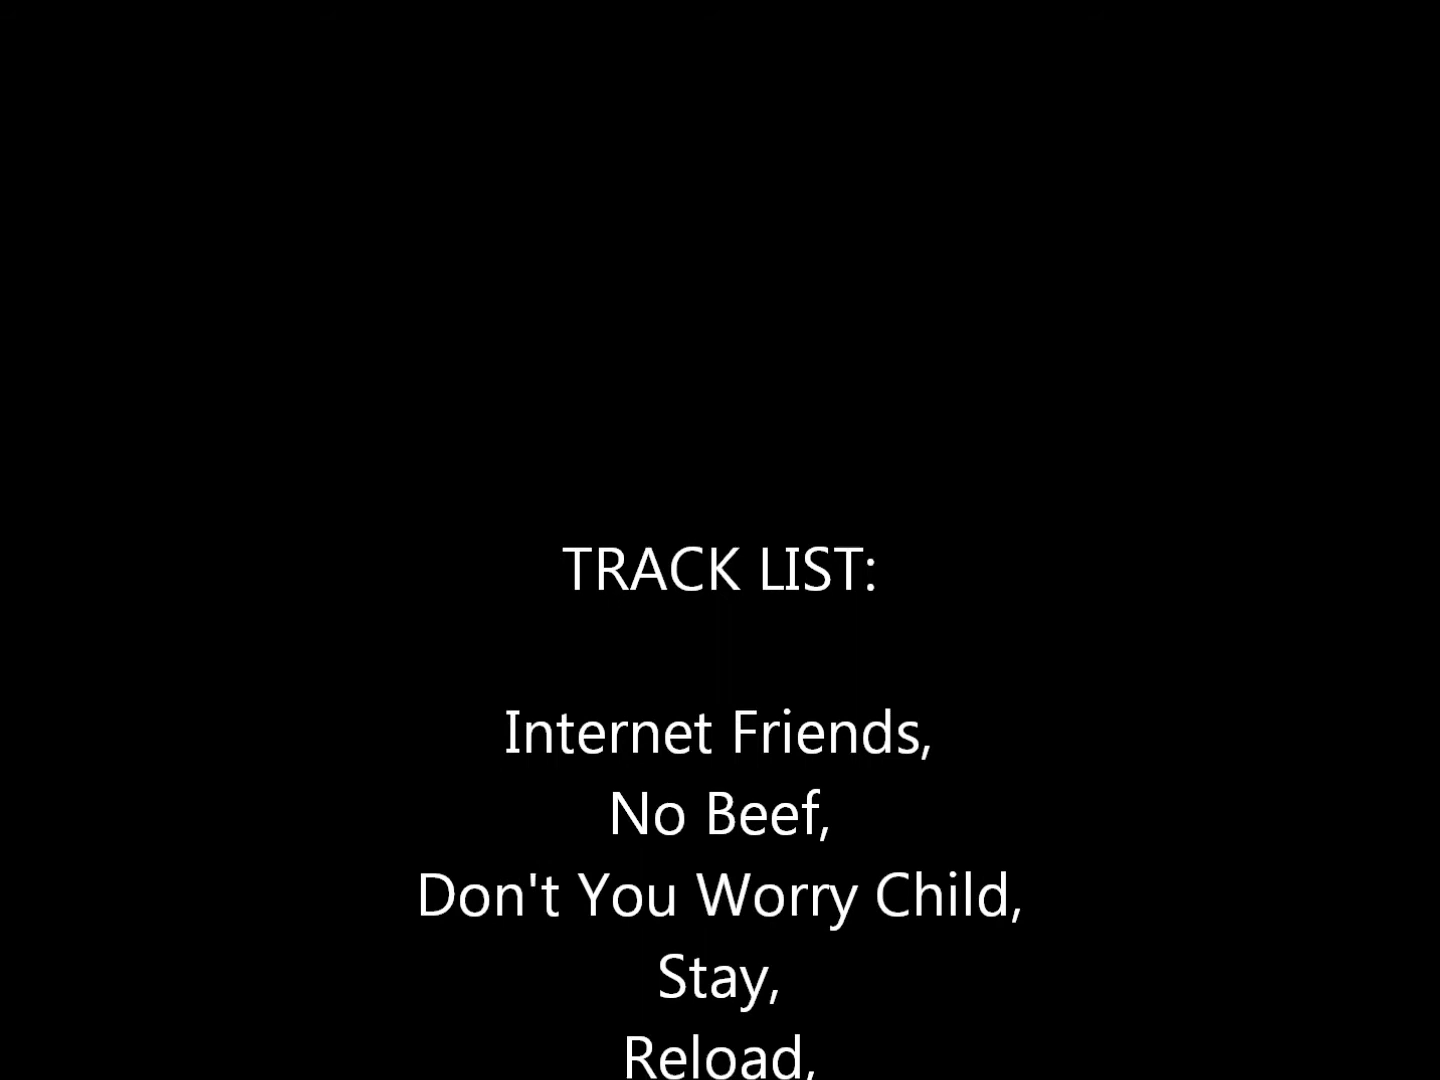 TRACK LIST:
Internet Friends,
No Beef,
Don't You Worry Child,
Stay,
Reload,